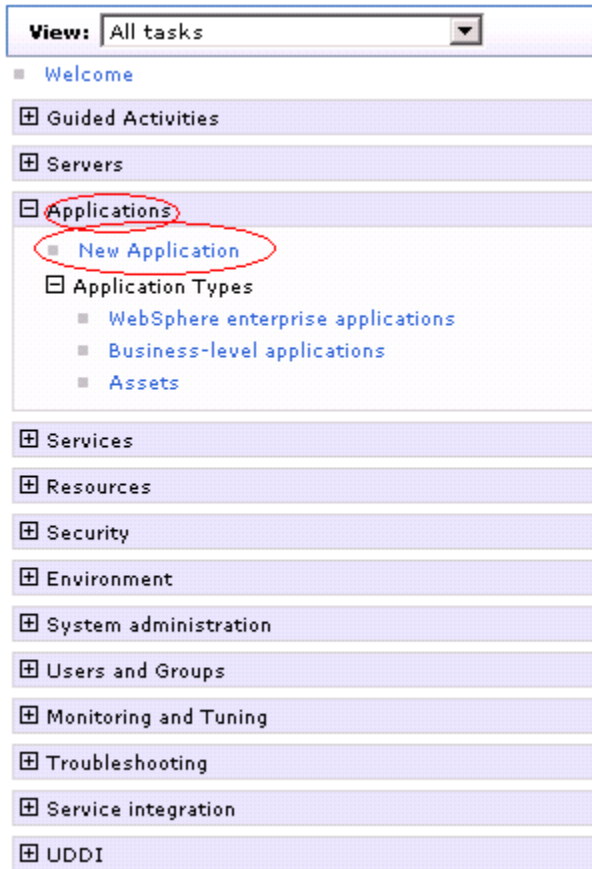 View: All tasks
Welcome
Guided Activities
Servers
Applications
New Application
Application Types
WebSphere enterprise applications
Business-level applications
Assets
Services
Resources
Security
Environment
System administration
Users and Groups
Monitoring and Tuning
Troubleshooting
Service integration
UDDI